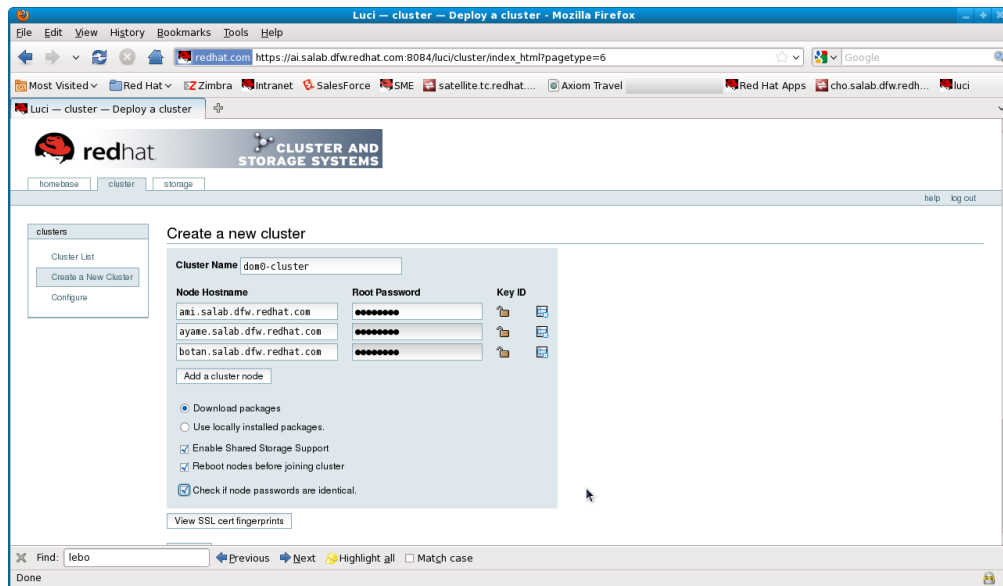 Luci — cluster — Deploy a cluster - Mozilla Firefox
File Edit View History Bookmarks Tools Help
redhat.com https://ai.salab.dfw.redhat.com:8084/luci/cluster/index_html?pagetype=6 Google
Most Visited Red Hat Zimbra Intranet SalesForce SME satellite.tc.redhat.... Axiom Travel Red Hat Apps cho.salab.dfw.redh... luci
Luci — cluster — Deploy a cluster
redhat. CLUSTER AND
STORAGE SYSTEMS
homebase cluster storage
help log out
clusters
Cluster List
Create a New Cluster
Configure
Create a new cluster
Cluster Name dom0-cluster
Node Hostname Root Password Key ID
ami.salab.dfw.redhat.com ●●●●●●●●
ayame.salab.dfw.redhat.com ●●●●●●●●
botan.salab.dfw.redhat.com ●●●●●●●●
Add a cluster node
Download packages
Use locally installed packages.
Enable Shared Storage Support
Reboot nodes before joining cluster
Check if node passwords are identical.
View SSL cert fingerprints
Find: lebo Previous Next Highlight all Match case
Done